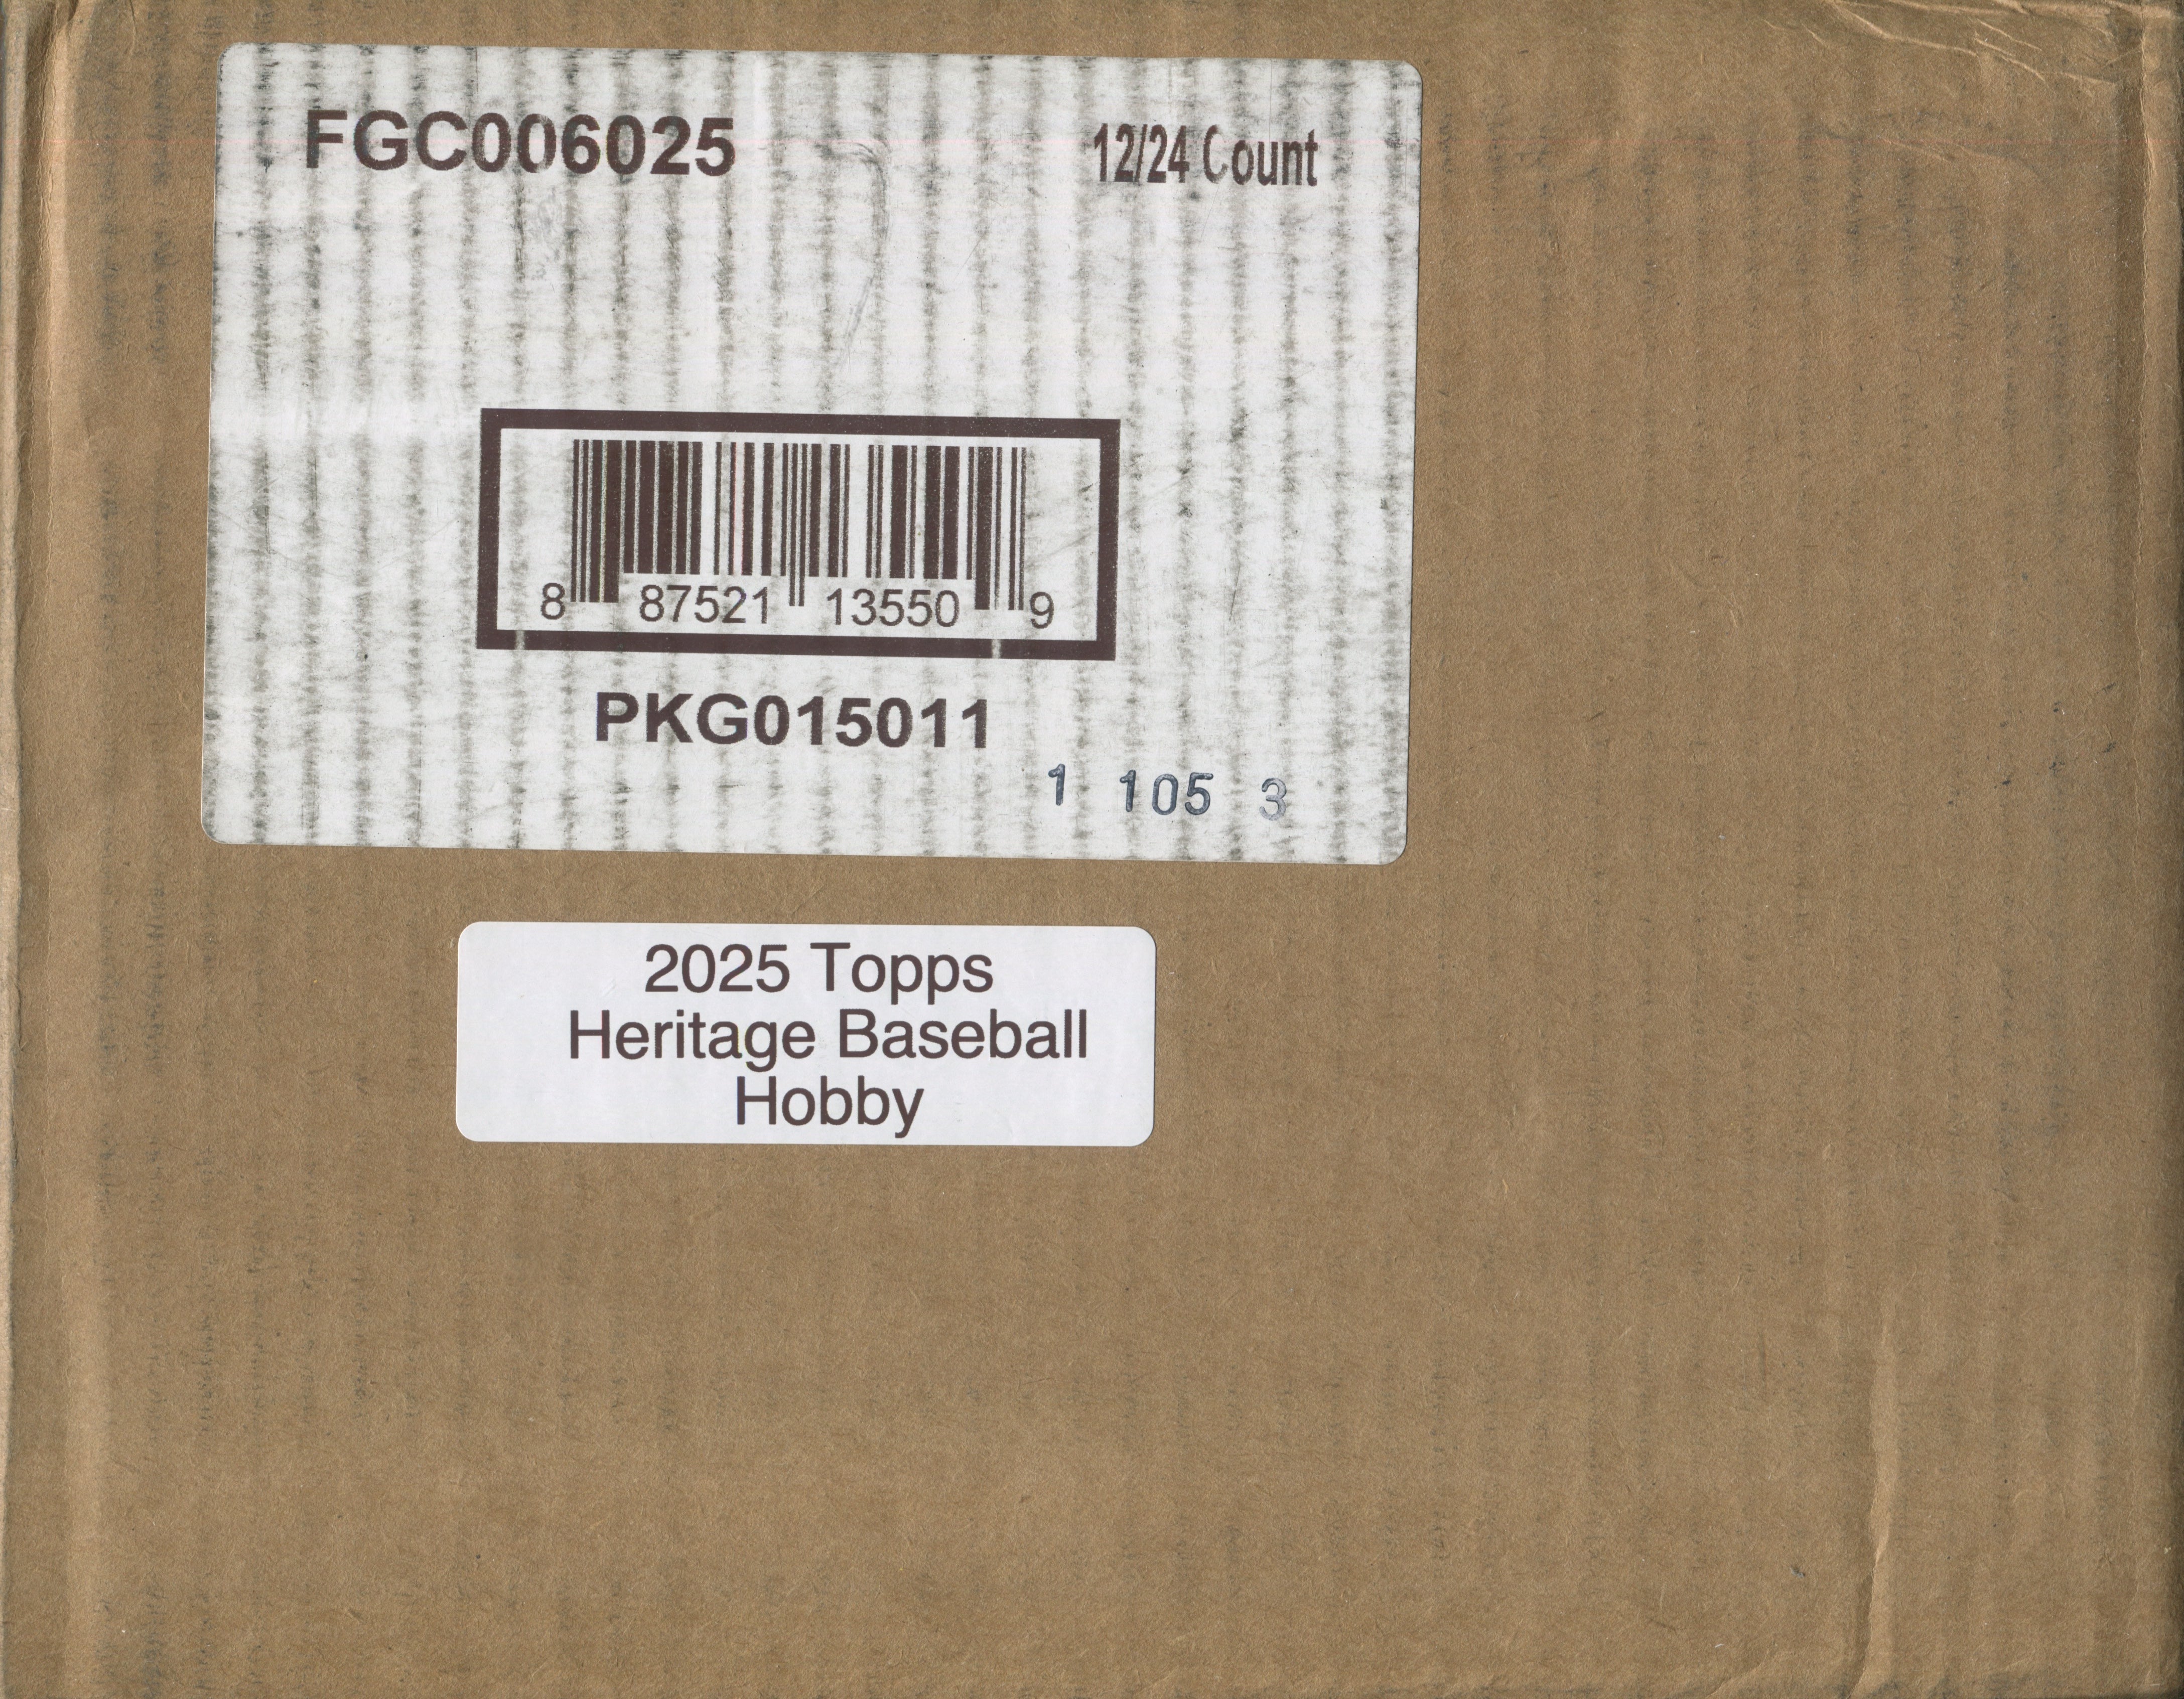 FGC006025 12/24 Count
8 87521 13550 9
PKG015011
1 105 3
2025 Topps
Heritage Baseball
Hobby